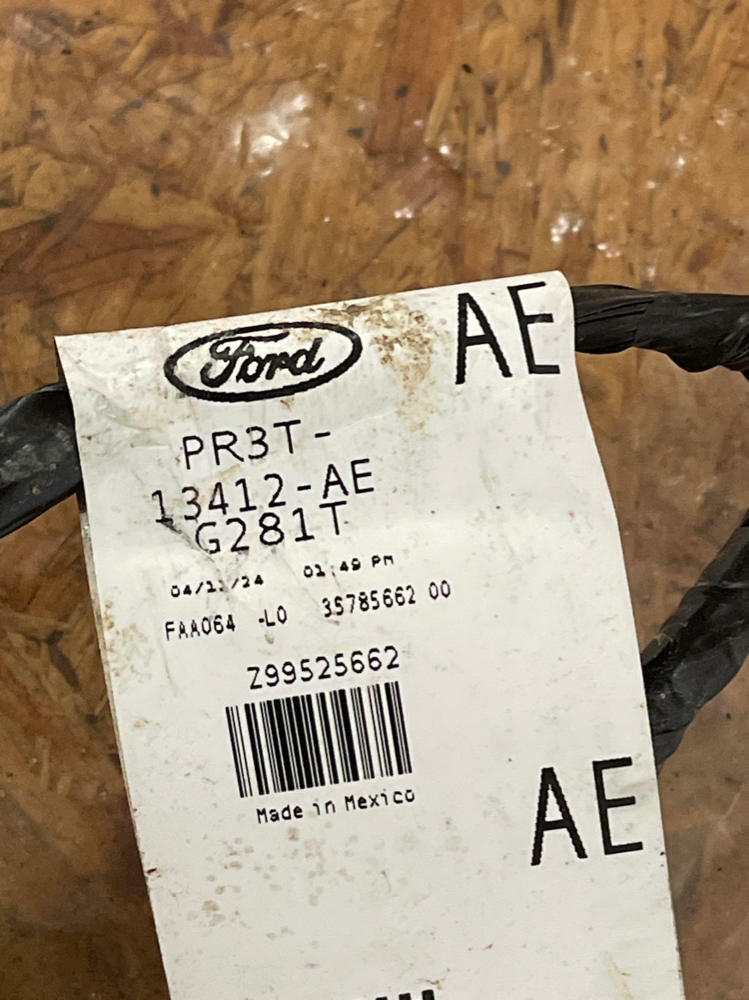 Ford
AE
PR3T-
13412-AE
G281T
01:49 PM
FAA064 -L0 35785662 00
Z99525662
Made in Mexico
AE